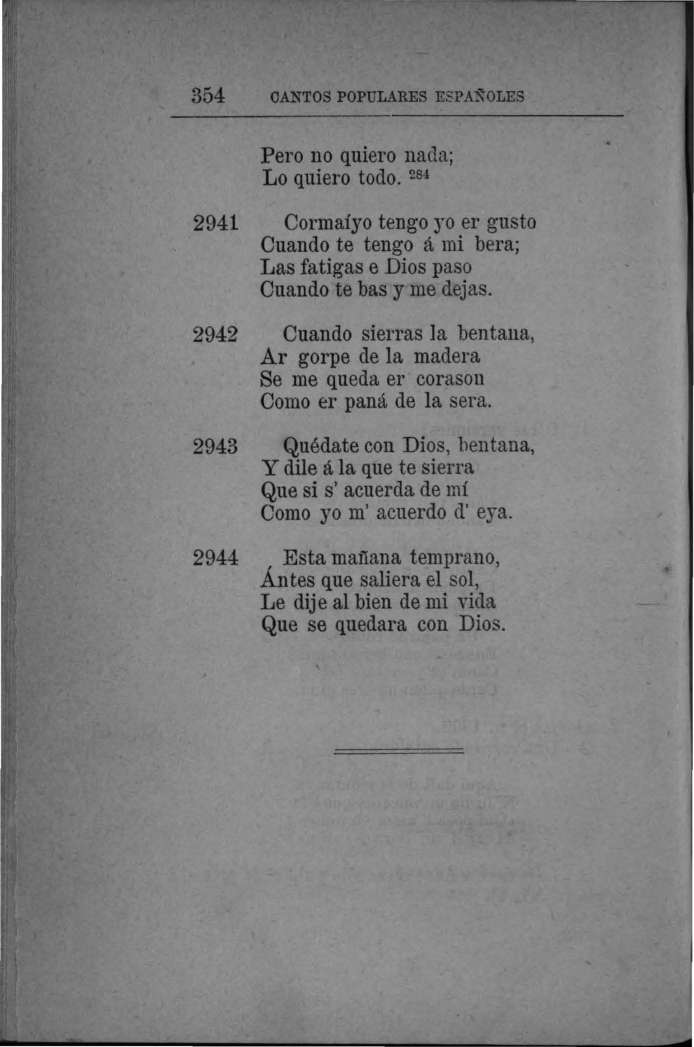 354 CANTOS POPULARES ESPAÑOLES
Pero no quiero nada;
Lo quiero todo. 284
2941 Cormaíyo tengo yo er gusto
Cuando te tengo á mi bera;
Las fatigas e Dios paso
Cuando te bas y me dejas.
2942 Cuando sierras la bentana,
Ar gorpe de la madera
Se me queda er corason
Como er paná de la sera.
2943 Quédate con Dios, bentana,
Y dile á la que te sierra
Que si s' acuerda de mí
Como yo m' acuerdo d' eya.
2944 Esta mañana temprano,
Ántes que saliera el sol,
Le dije al bien de mi vida
Que se quedara con Dios.